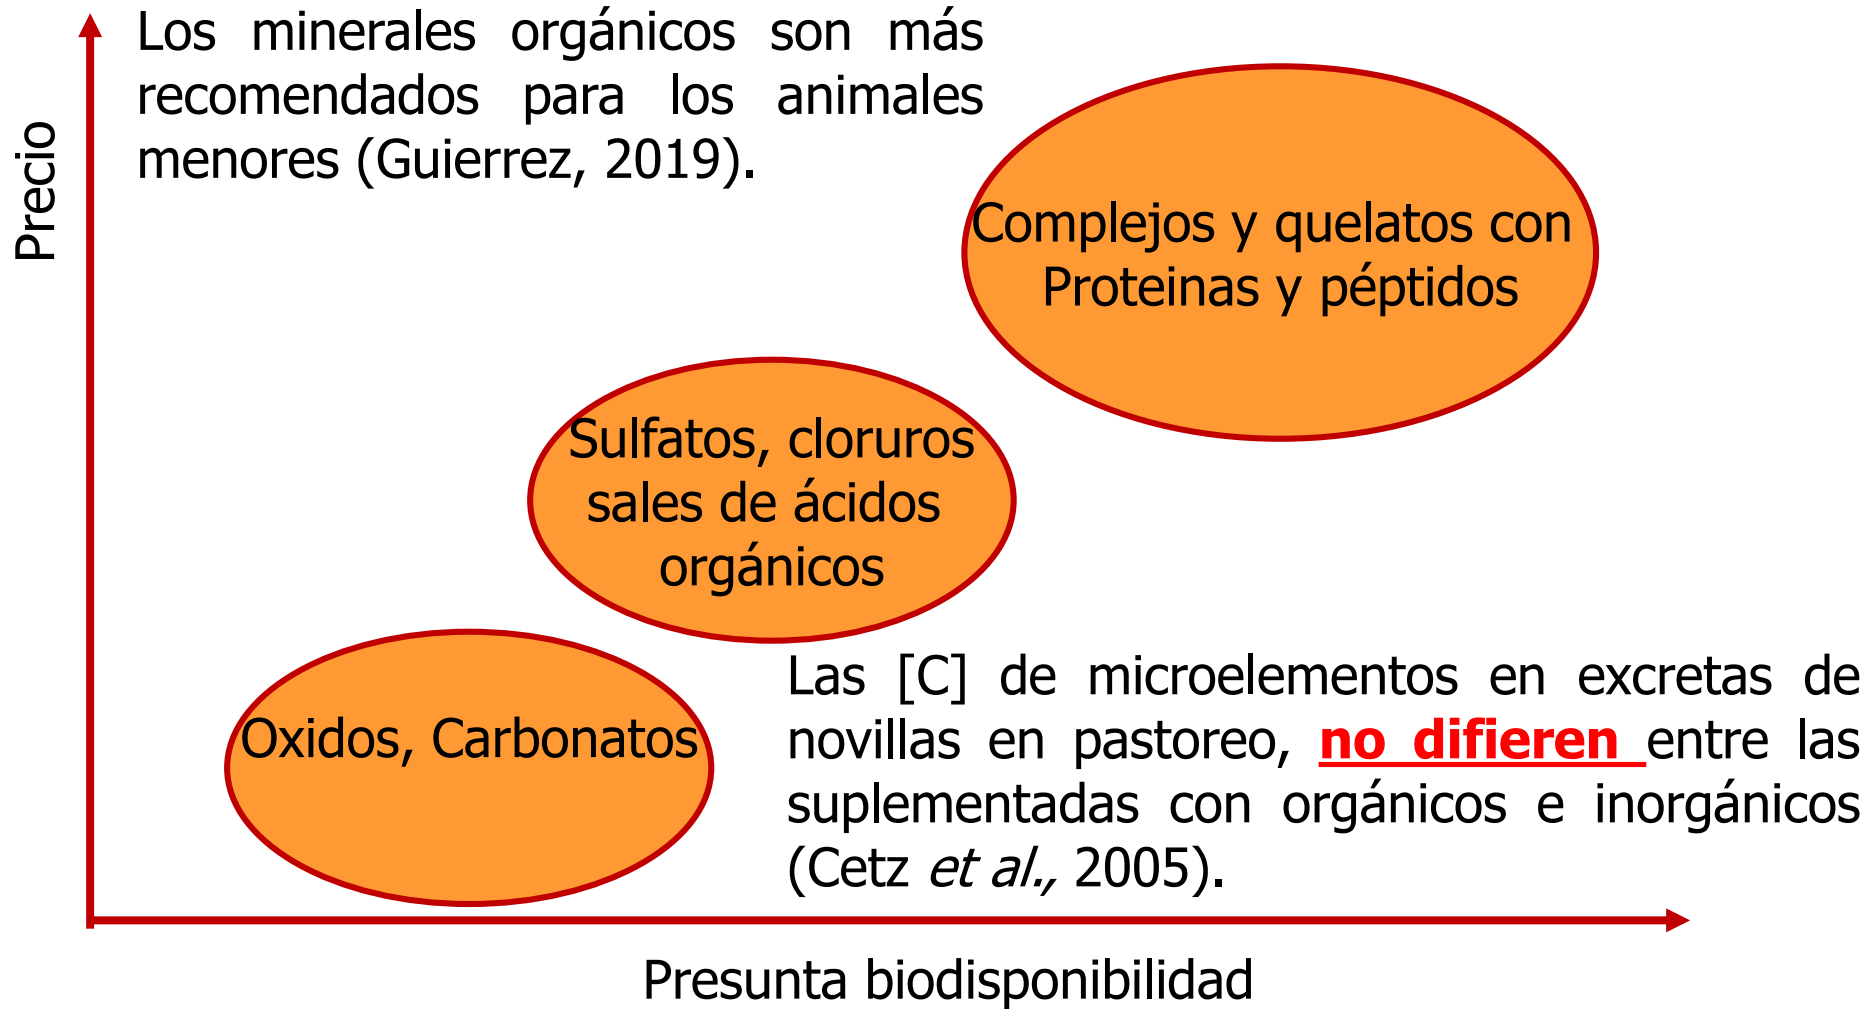 Los minerales orgánicos son más
recomendados para los animales
menores (Guierrez, 2019).
Precio
Complejos y quelatos con
Proteinas y péptidos
Sulfatos, cloruros
sales de ácidos
orgánicos
Oxidos, Carbonatos
Las [C] de microelementos en excretas de
novillas en pastoreo, no difieren entre las
suplementadas con orgánicos e inorgánicos
(Cetz et al., 2005).
Presunta biodisponibilidad